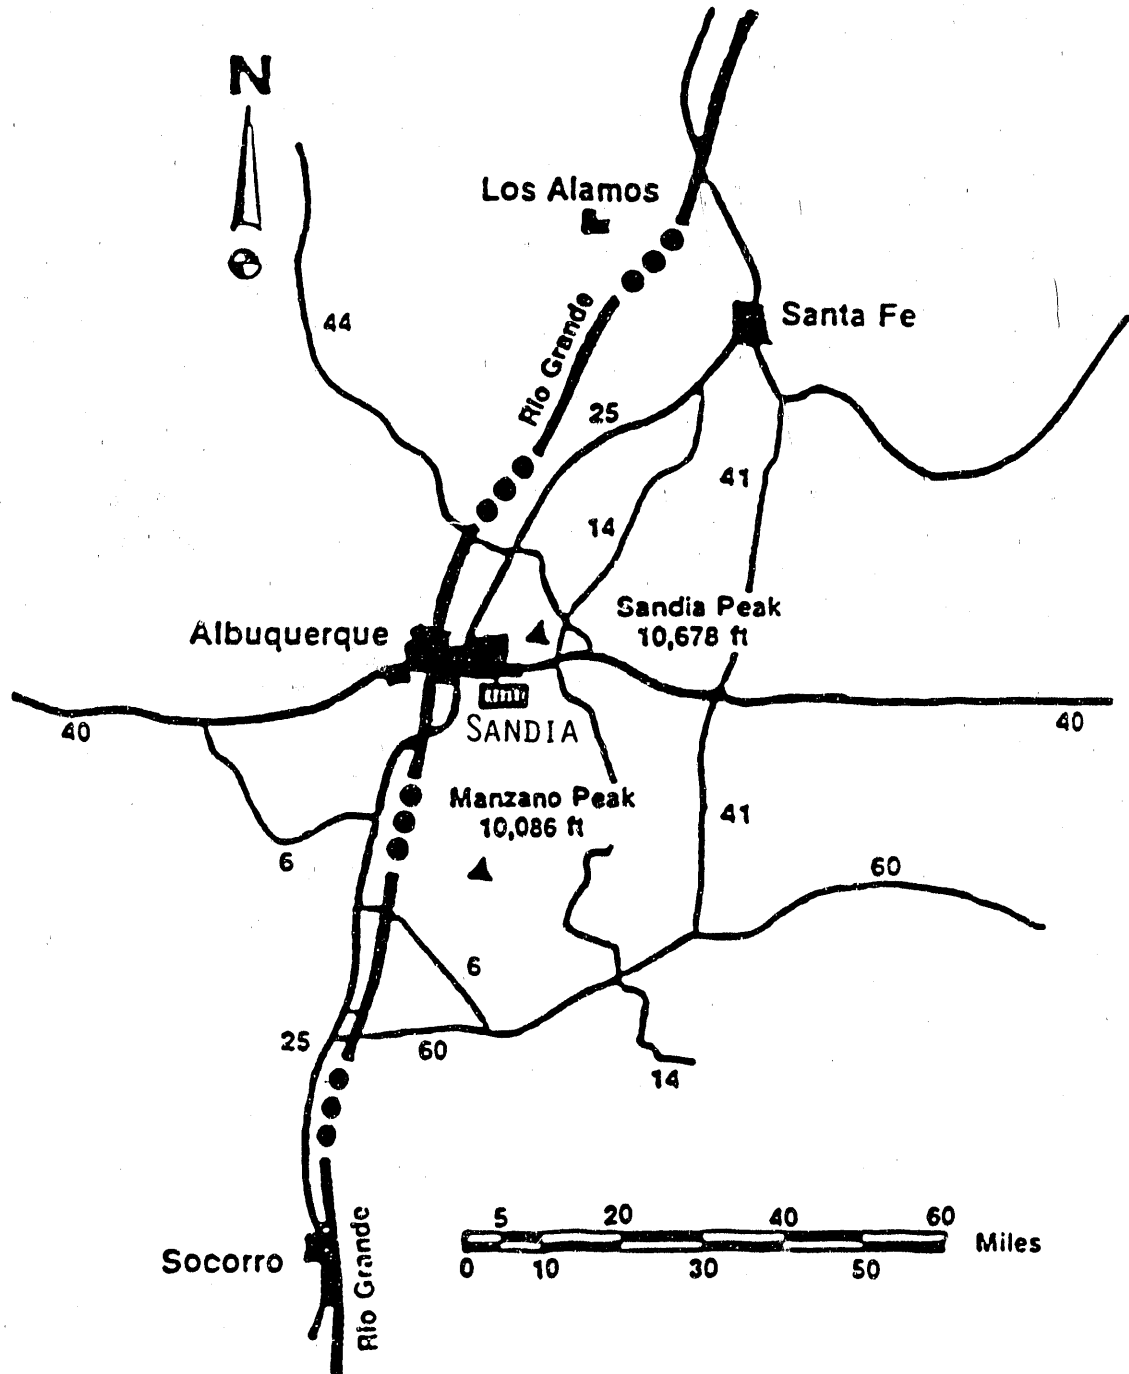 N
Los Alamos
Santa Fe
44
Rio Grande
25
41
14
Sandia Peak
10,678 ft
Albuquerque
40
SANDIA
40
Manzano Peak
10,086 ft
41
6
60
6
25
60
14
5 20 40 60
Miles
0 10 30 50
Socorro
Rio Grande